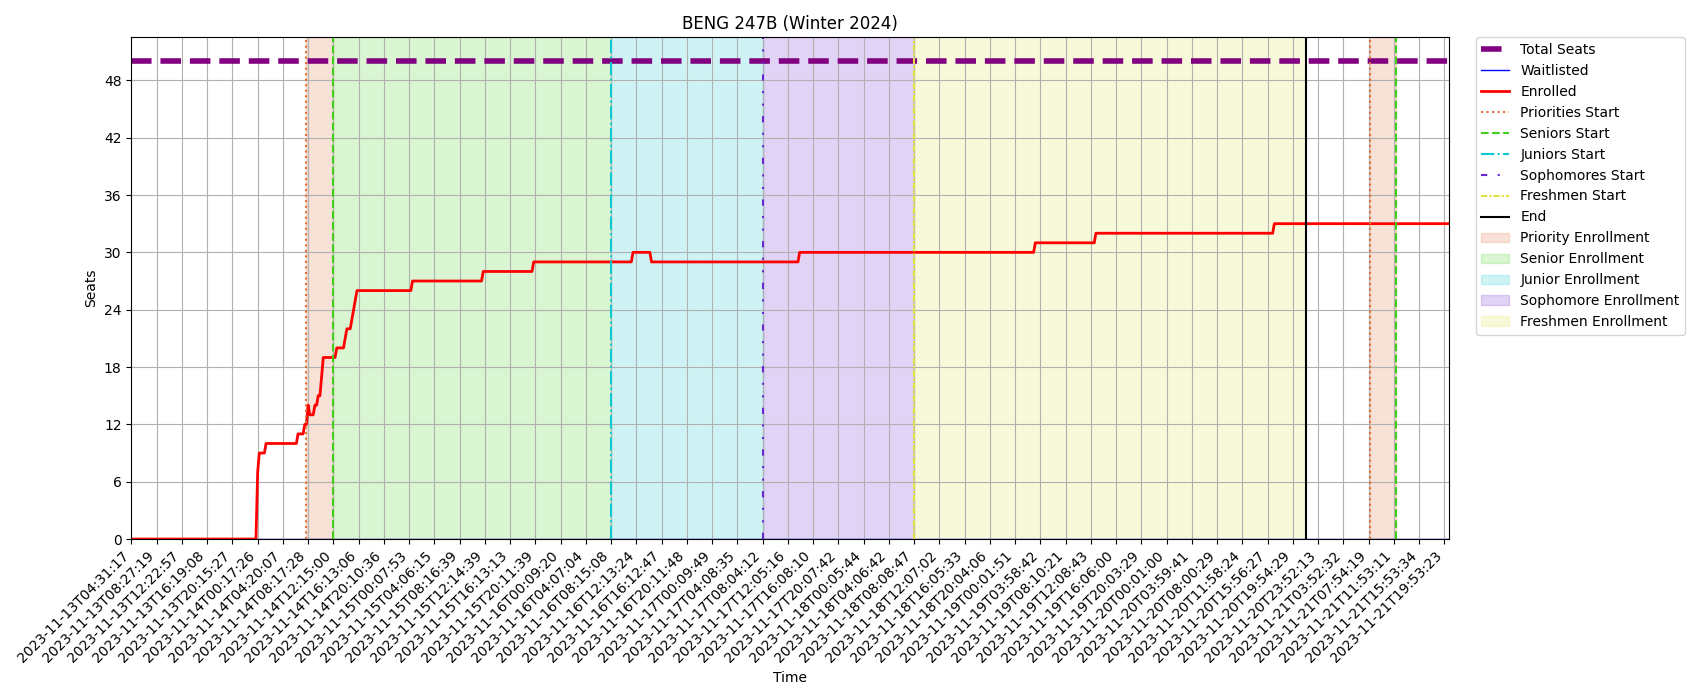 BENG 247B (Winter 2024)
Seats
48
42
36
30
24
18
12
6
0
2023-11-13T04:31:17
2023-11-13T08:27:19
2023-11-13T12:22:57
2023-11-13T16:19:08
2023-11-13T20:15:27
2023-11-14T00:17:26
2023-11-14T04:20:07
2023-11-14T08:17:28
2023-11-14T12:15:00
2023-11-14T16:13:06
2023-11-14T20:10:36
2023-11-15T00:07:53
2023-11-15T04:06:15
2023-11-15T08:16:39
2023-11-15T12:14:39
2023-11-15T16:13:13
2023-11-15T20:11:39
2023-11-16T00:09:20
2023-11-16T04:07:04
2023-11-16T08:15:08
2023-11-16T12:13:24
2023-11-16T16:12:47
2023-11-16T20:11:48
2023-11-17T00:09:49
2023-11-17T04:08:35
2023-11-17T08:04:12
2023-11-17T12:05:16
2023-11-17T16:08:10
2023-11-17T20:07:42
2023-11-18T00:05:44
2023-11-18T04:06:42
2023-11-18T08:08:47
2023-11-18T12:07:02
2023-11-18T16:05:33
2023-11-18T20:04:06
2023-11-19T00:01:51
2023-11-19T03:58:42
2023-11-19T08:10:21
2023-11-19T12:08:43
2023-11-19T16:06:00
2023-11-19T20:03:29
2023-11-20T00:01:00
2023-11-20T03:59:41
2023-11-20T08:00:29
2023-11-20T11:58:24
2023-11-20T15:56:27
2023-11-20T19:54:29
2023-11-20T23:52:13
2023-11-21T03:52:32
2023-11-21T07:54:19
2023-11-21T11:53:11
2023-11-21T15:53:34
2023-11-21T19:53:23
Time
Total Seats
Waitlisted
Enrolled
Priorities Start
Seniors Start
Juniors Start
Sophomores Start
Freshmen Start
End
Priority Enrollment
Senior Enrollment
Junior Enrollment
Sophomore Enrollment
Freshmen Enrollment